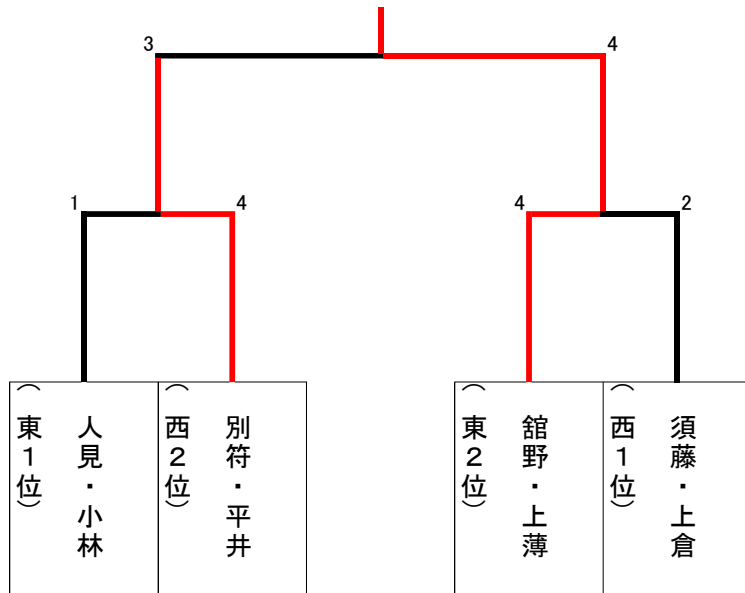 3
4
1
4
4
2
(東1位)
人見・小林
(西2位)
別符・平井
(東2位)
舘野・上薄
(西1位)
須藤・上倉